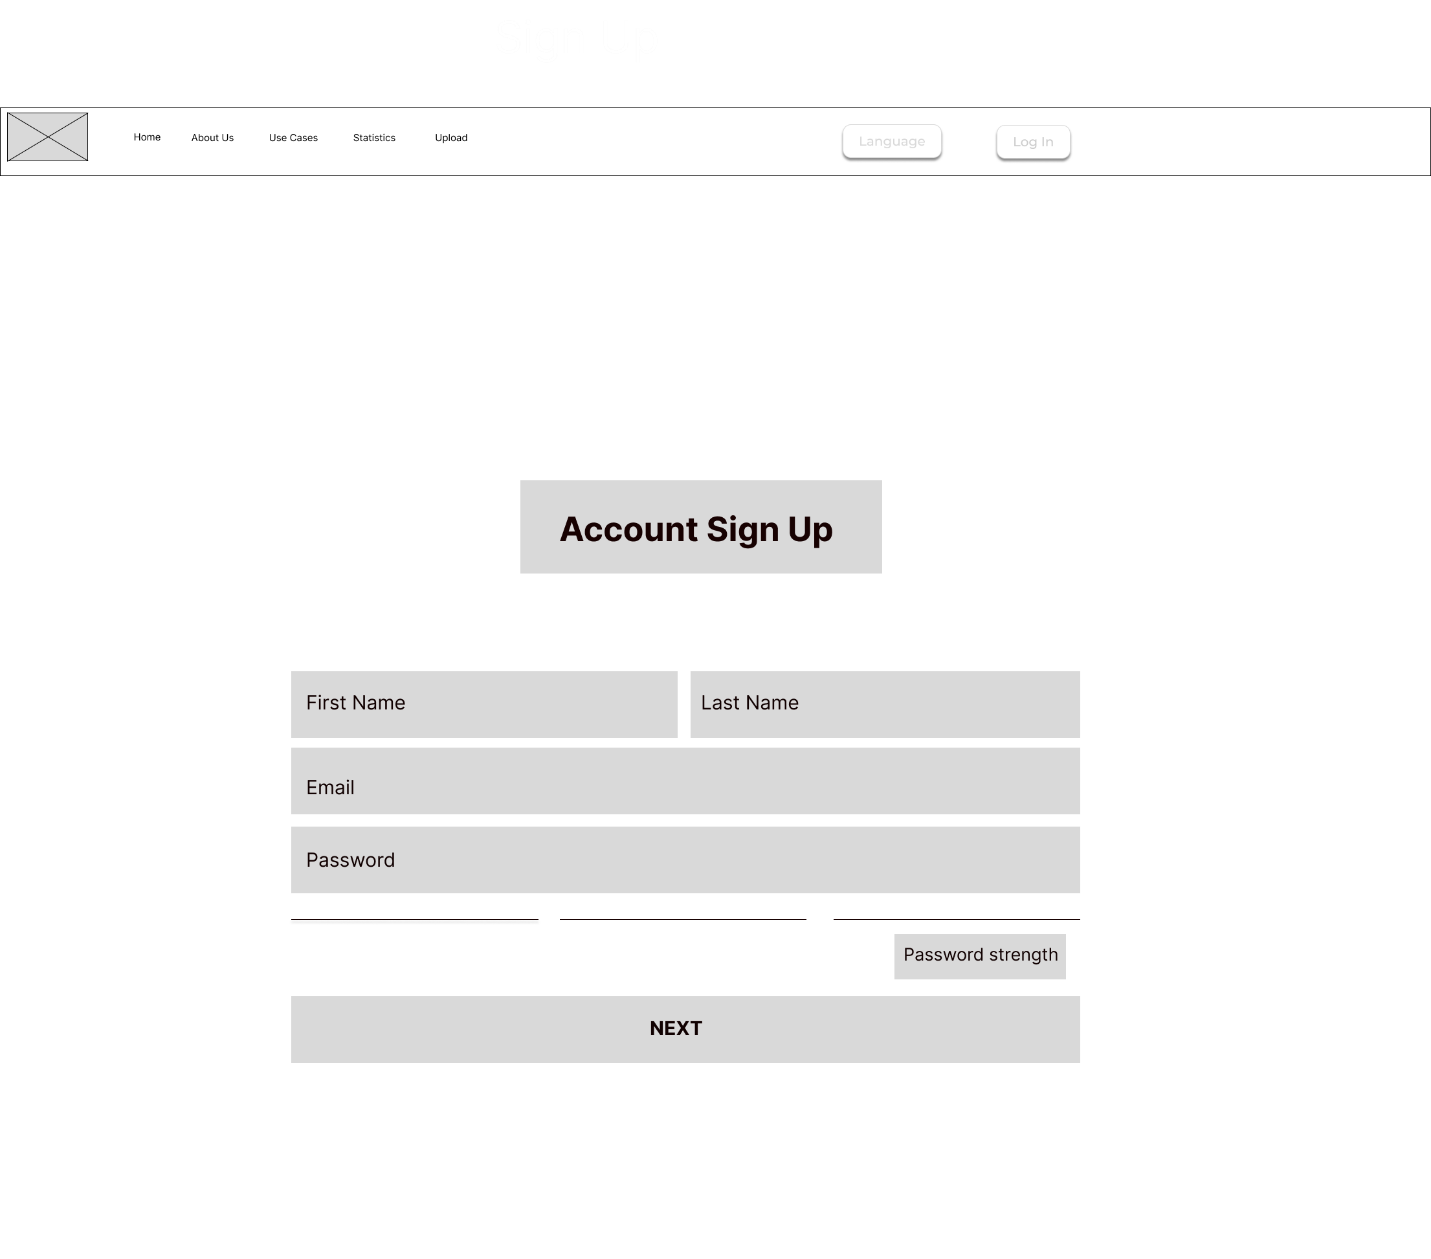 Home
About Us
Use Cases
Statistics
Upload
Language
Log In
Account Sign Up
First Name
Last Name
Email
Password
Password strength
NEXT